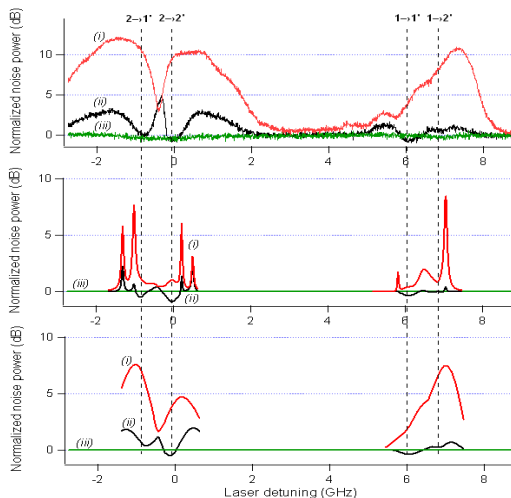 2→1' 2→2' 1→1' 1→2'
Normalized noise power (dB)
10
5
0
(i)
(ii)
(iii)
-2 0 2 4 6 8
Normalized noise power (dB)
10
5
0
(i)
(iii)
(ii)
-2 0 2 4 6 8
Normalized noise power (dB)
10
5
0
(i)
(ii)
(iii)
-2 0 2 4 6 8
Laser detuning (GHz)